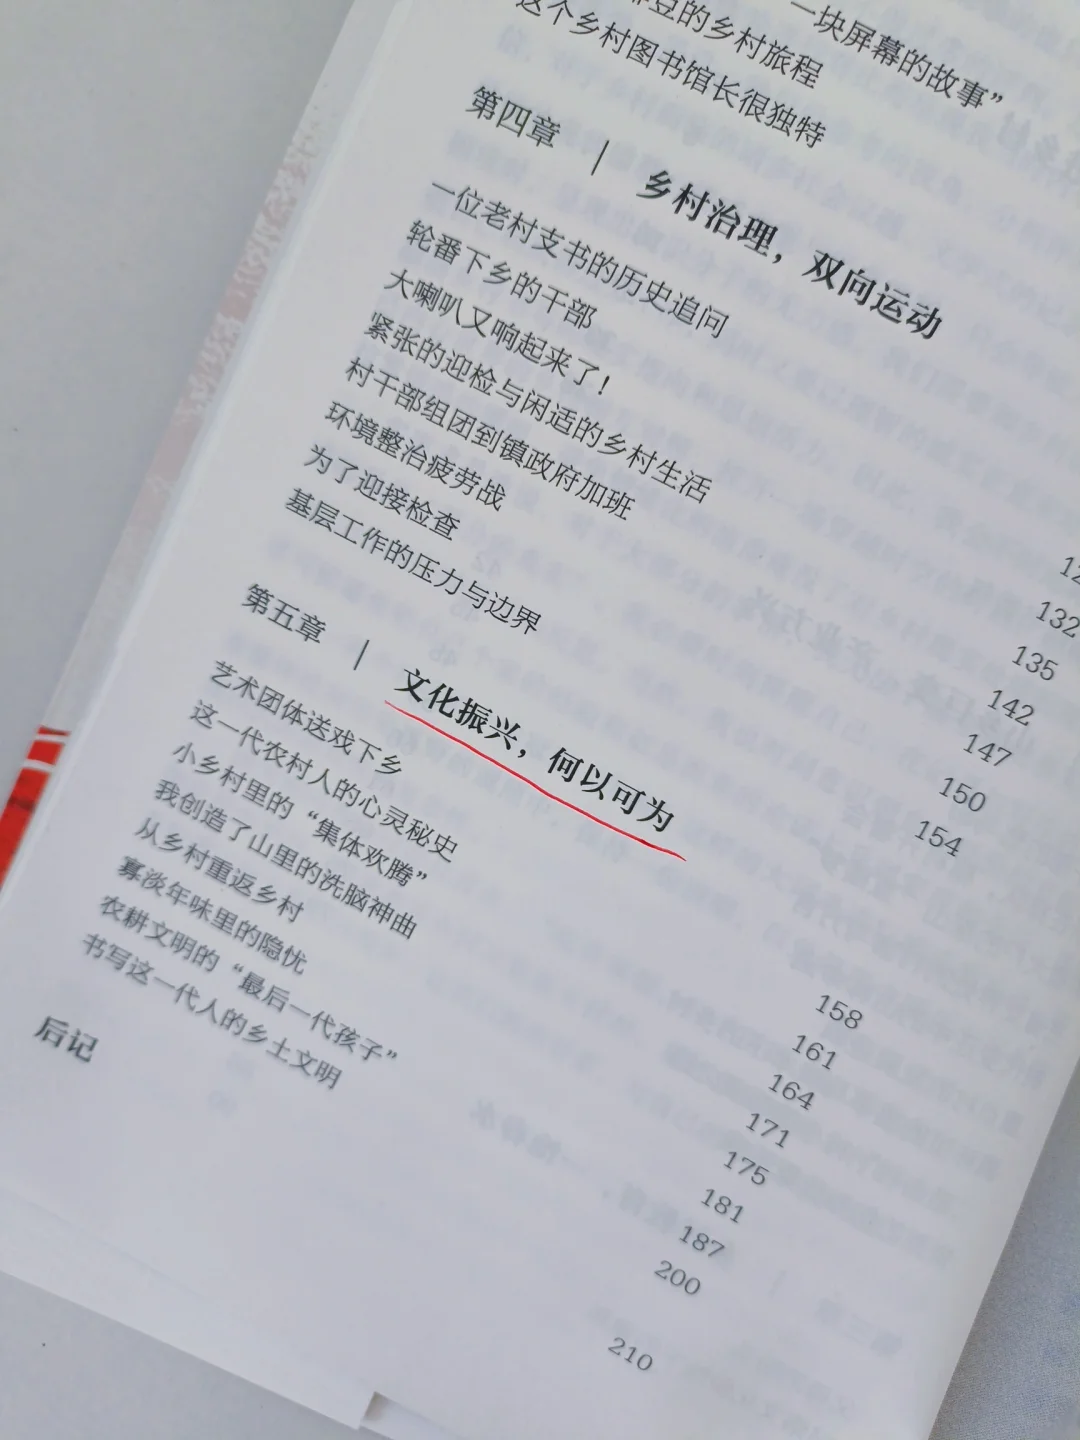 一块屏幕的故事”
豆的乡村旅程
这个乡村图书馆长很独特
第四章 | 乡村治理，双向运动
一位老村支书的历史追问
轮番下乡的干部
大喇叭又响起来了！
紧张的迎检与闲适的乡村生活
村干部组团到镇政府加班
环境整治疲劳战
为了迎接检查
基层工作的压力与边界
132
135
142
147
150
154
第五章 | 文化振兴，何以可为
艺术团体送戏下乡
这一代农村人的心灵秘史
小乡村里的“集体欢腾”
我创造了山里的洗脑神曲
从乡村重返乡村
寡淡年味里的隐忧
农耕文明的“最后一代孩子”
书写这一代人的乡土文明
158
161
164
171
175
181
187
200
后记
210